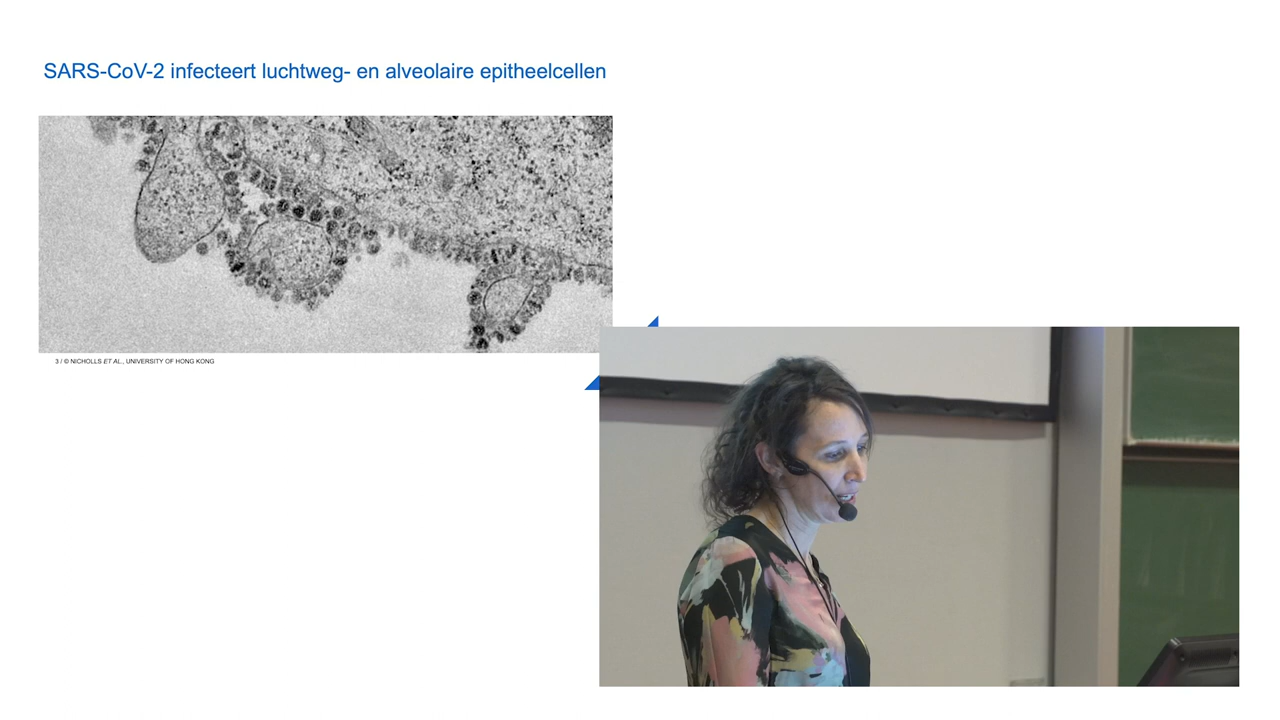 SARS-CoV-2 infecteert luchtweg- en alveolaire epitheelcellen
3 / © NICHOLLS ET AL., UNIVERSITY OF HONG KONG